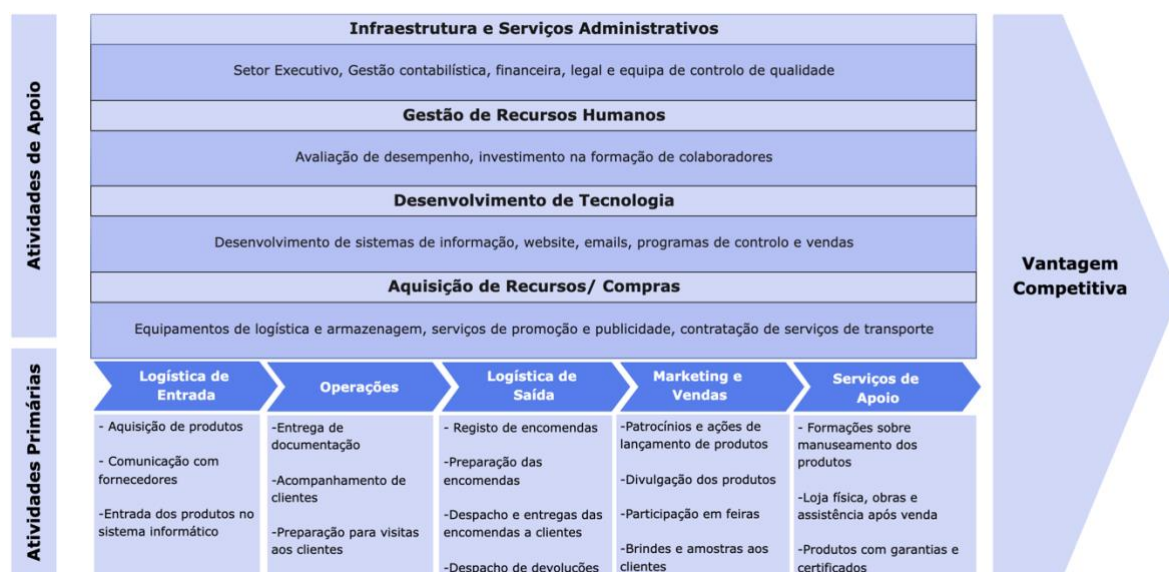 Atividades de Apoio
Infraestrutura e Serviços Administrativos
Setor Executivo, Gestão contabilística, financeira, legal e equipa de controlo de qualidade
Gestão de Recursos Humanos
Avaliação de desempenho, investimento na formação de colaboradores
Desenvolvimento de Tecnologia
Desenvolvimento de sistemas de informação, website, emails, programas de controlo e vendas
Aquisição de Recursos/ Compras
Equipamentos de logística e armazenagem, serviços de promoção e publicidade, contratação de serviços de transporte
Vantagem
Competitiva
Atividades Primárias
Logística de
Entrada
- Aquisição de produtos
- Comunicação com
fornecedores
-Entrada dos produtos no
sistema informático
Operações
-Entrega de
documentação
-Acompanhamento de
clientes
-Preparação para visitas
aos clientes
Logística de
Saída
- Registo de encomendas
-Preparação das
encomendas
-Despacho e entregas das
encomendas a clientes
-Despacho de devoluções
Marketing e
Vendas
-Patrocínios e ações de
lançamento de produtos
-Divulgação dos produtos
-Participação em feiras
-Brindes e amostras aos
clientes
Serviços de
Apoio
- Formações sobre
manuseamento dos
produtos
-Loja física, obras e
assistência após venda
-Produtos com garantias e
certificados